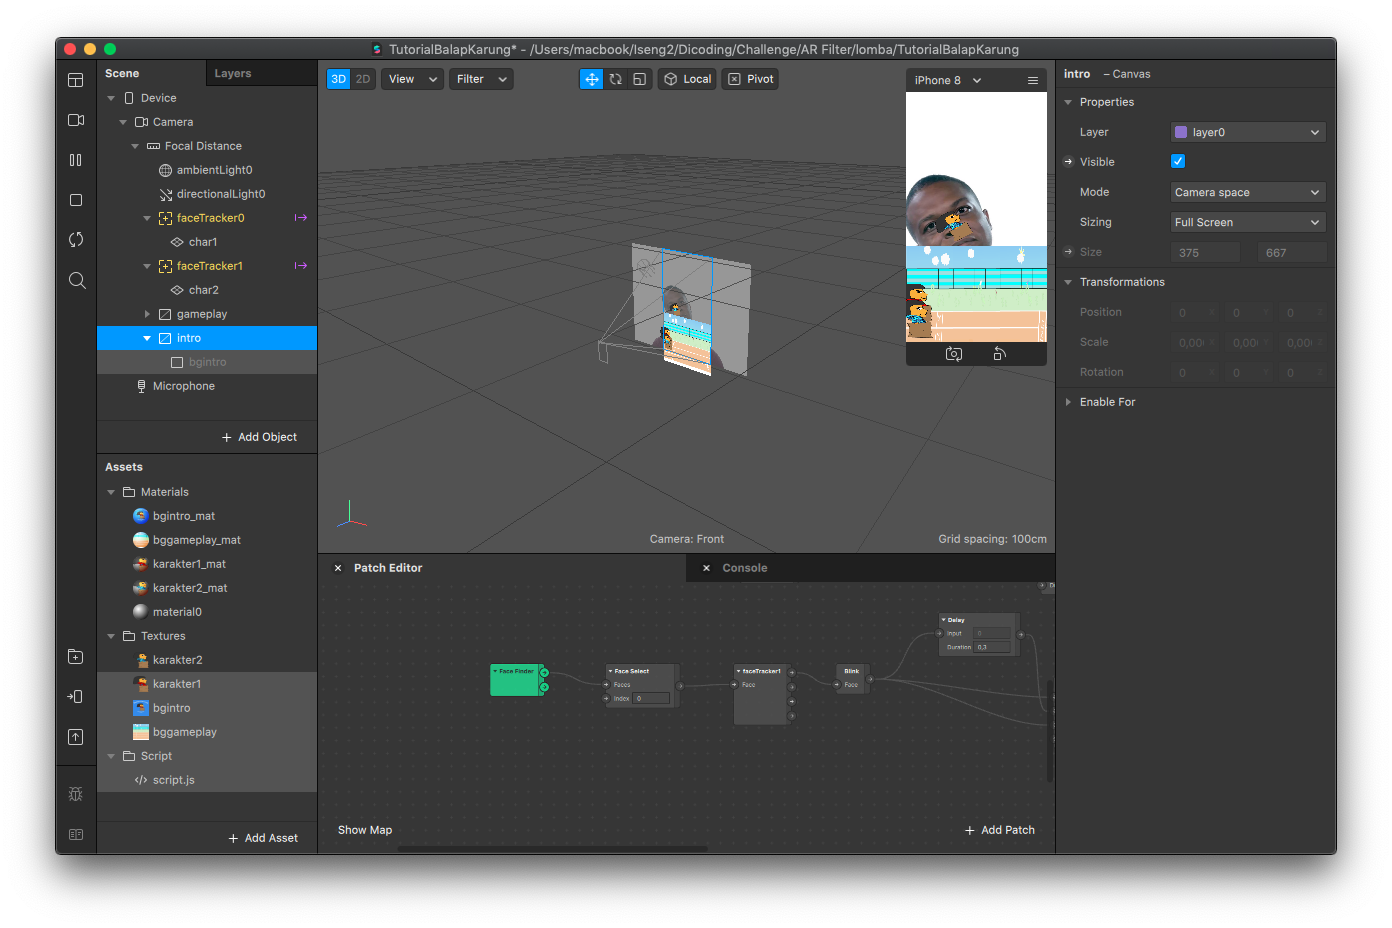 TutorialBalapKarung* - /Users/macbook/Iseng2/Dicoding/Challenge/AR Filter/lomba/TutorialBalapKarung
Scene
Layers
Device
Camera
Focal Distance
ambientLight0
directionalLight0
faceTracker0
char1
faceTracker1
char2
gameplay
intro
bgintro
Microphone
+ Add Object
Assets
Materials
bgintro_mat
bggameplay_mat
karakter1_mat
karakter2_mat
material0
Textures
karakter2
karakter1
bgintro
bggameplay
Script
script.js
+ Add Asset
3D 2D View Filter Local Pivot
iPhone 8
Camera: Front
Grid spacing: 100cm
Patch Editor
Console
Face Finder
Face Select
Faces
Index 0
faceTracker1
Face
Blink
Face
Delay
Input 0
Duration 0,3
Show Map
+ Add Patch
intro – Canvas
Properties
Layer layer0
Visible
Mode Camera space
Sizing Full Screen
Size 375 667
Transformations
Position 0 0 0
Scale 0,00 0,00 0,00
Rotation 0 0 0
Enable For